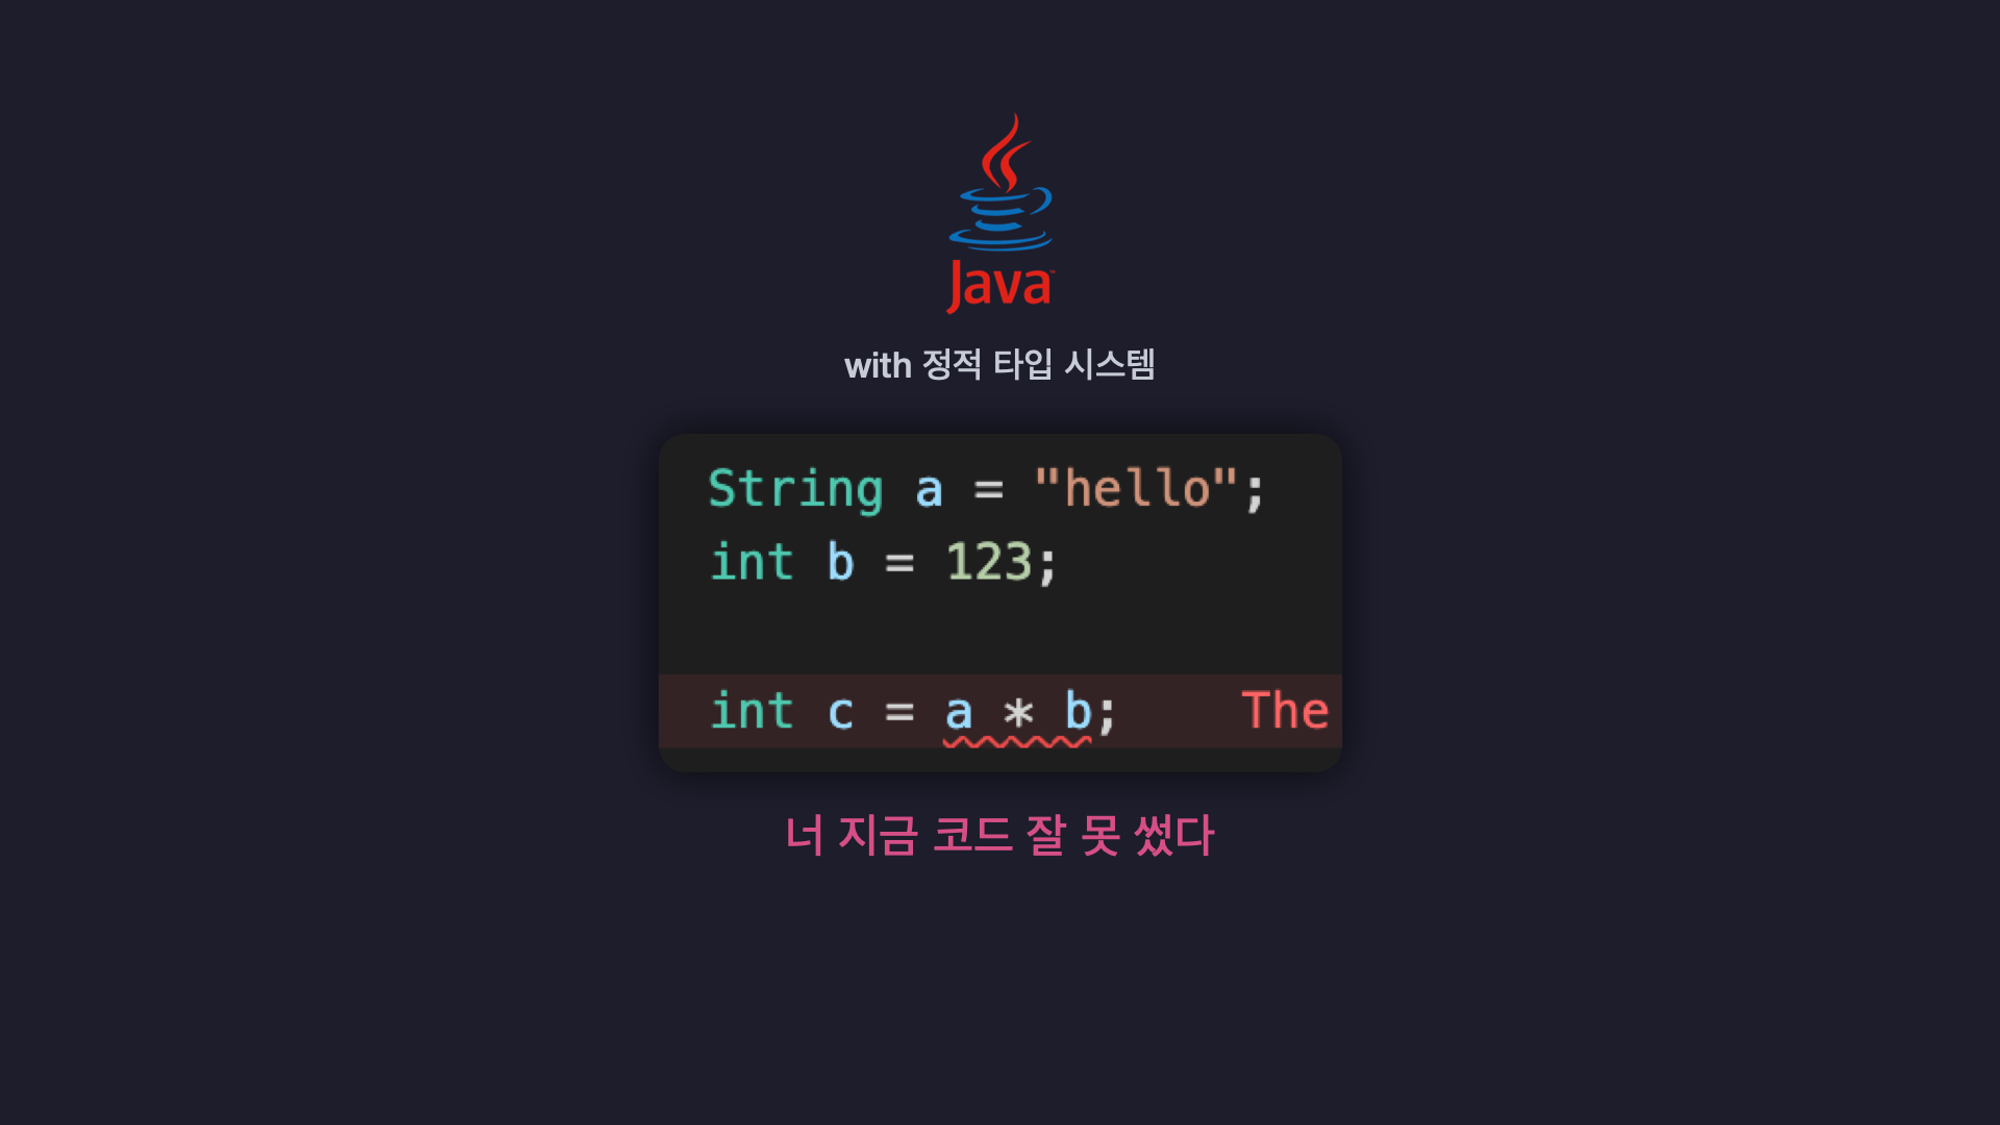 Java™
with 정적 타입 시스템
String a = "hello";
int b = 123;
int c = a * b; The
너 지금 코드 잘 못 썼다